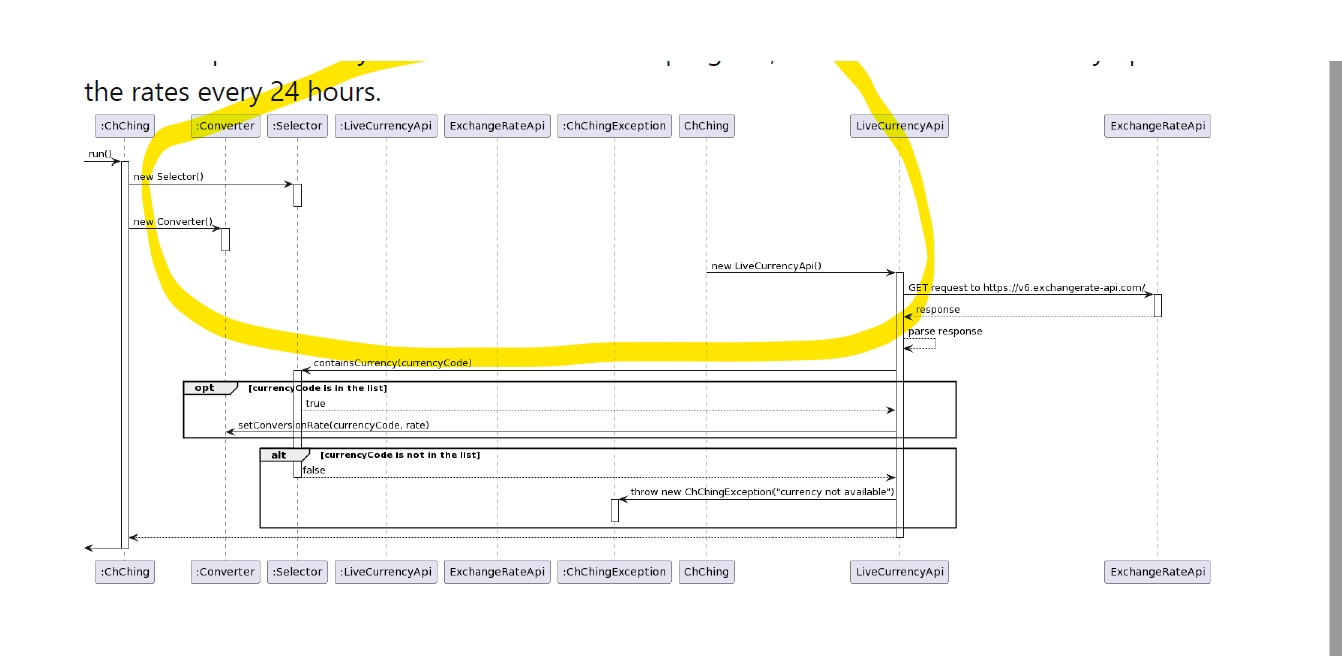 the rates every 24 hours.
:ChChing :Converter :Selector :LiveCurrencyApi ExchangeRateApi :ChChingException ChChing LiveCurrencyApi ExchangeRateApi
run()
new Selector()
new Converter()
new LiveCurrencyApi()
GET request to https://v6.exchangerate-api.com/
response
parse response
containsCurrency(currencyCode)
opt [currencyCode is in the list]
true
setConversionRate(currencyCode, rate)
alt [currencyCode is not in the list]
false
throw new ChChingException("currency not available")
:ChChing :Converter :Selector :LiveCurrencyApi ExchangeRateApi :ChChingException ChChing LiveCurrencyApi ExchangeRateApi